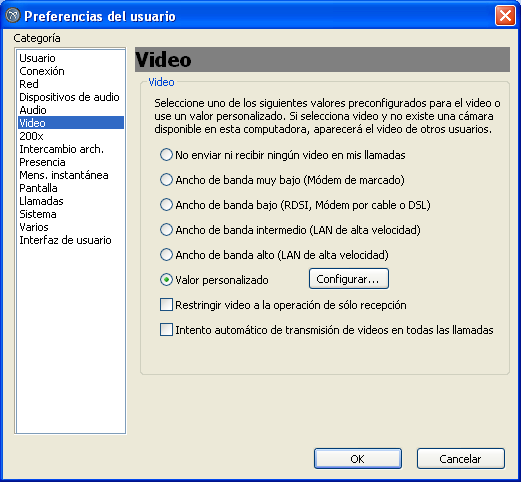 Preferencias del usuario
Categoría
Usuario
Conexión
Red
Dispositivos de audio
Audio
Video
200x
Intercambio arch.
Presencia
Mens. instantánea
Pantalla
Llamadas
Sistema
Varios
Interfaz de usuario
Video
Video
Seleccione uno de los siguientes valores preconfigurados para el video o
use un valor personalizado. Si selecciona video y no existe una cámara
disponible en esta computadora, aparecerá el video de otros usuarios.
No enviar ni recibir ningún video en mis llamadas
Ancho de banda muy bajo (Módem de marcado)
Ancho de banda bajo (RDSI, Módem por cable o DSL)
Ancho de banda intermedio (LAN de alta velocidad)
Ancho de banda alto (LAN de alta velocidad)
Valor personalizado
Configurar...
Restringir video a la operación de sólo recepción
Intento automático de transmisión de videos en todas las llamadas
OK
Cancelar